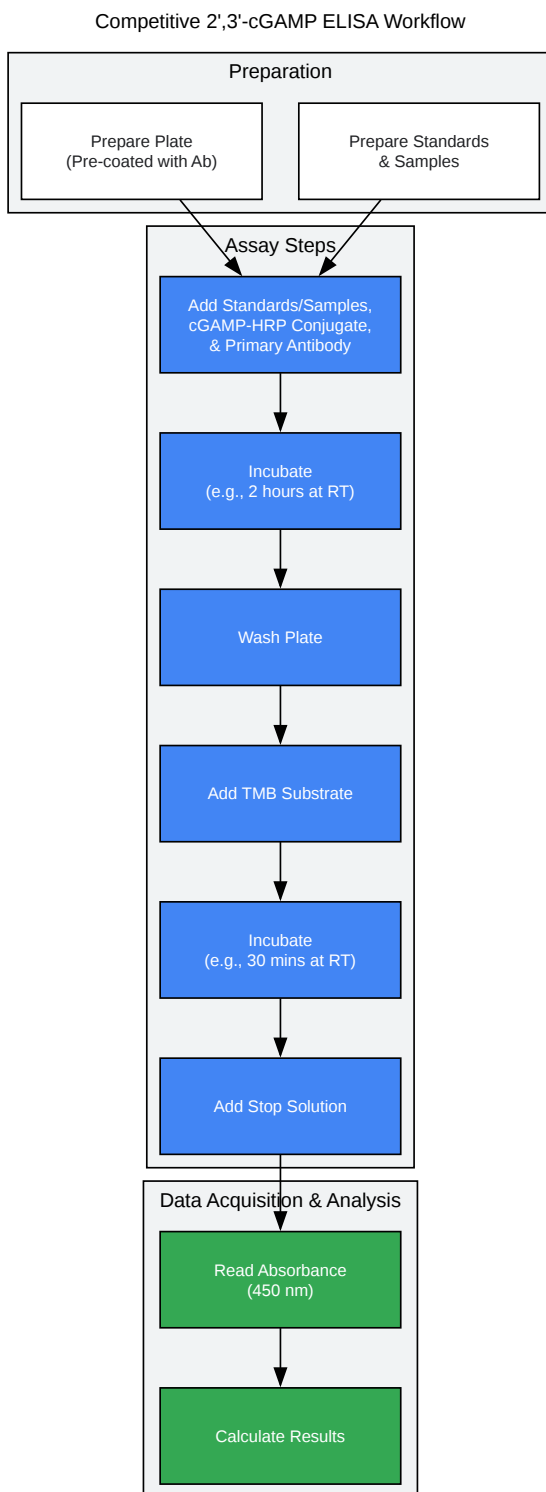 Competitive 2',3'-cGAMP ELISA Workflow
Preparation
Prepare Plate
(Pre-coated with Ab)
Prepare Standards
& Samples
Assay Steps
Add Standards/Samples,
cGAMP-HRP Conjugate,
& Primary Antibody
Incubate
(e.g., 2 hours at RT)
Wash Plate
Add TMB Substrate
Incubate
(e.g., 30 mins at RT)
Add Stop Solution
Data Acquisition & Analysis
Read Absorbance
(450 nm)
Calculate Results